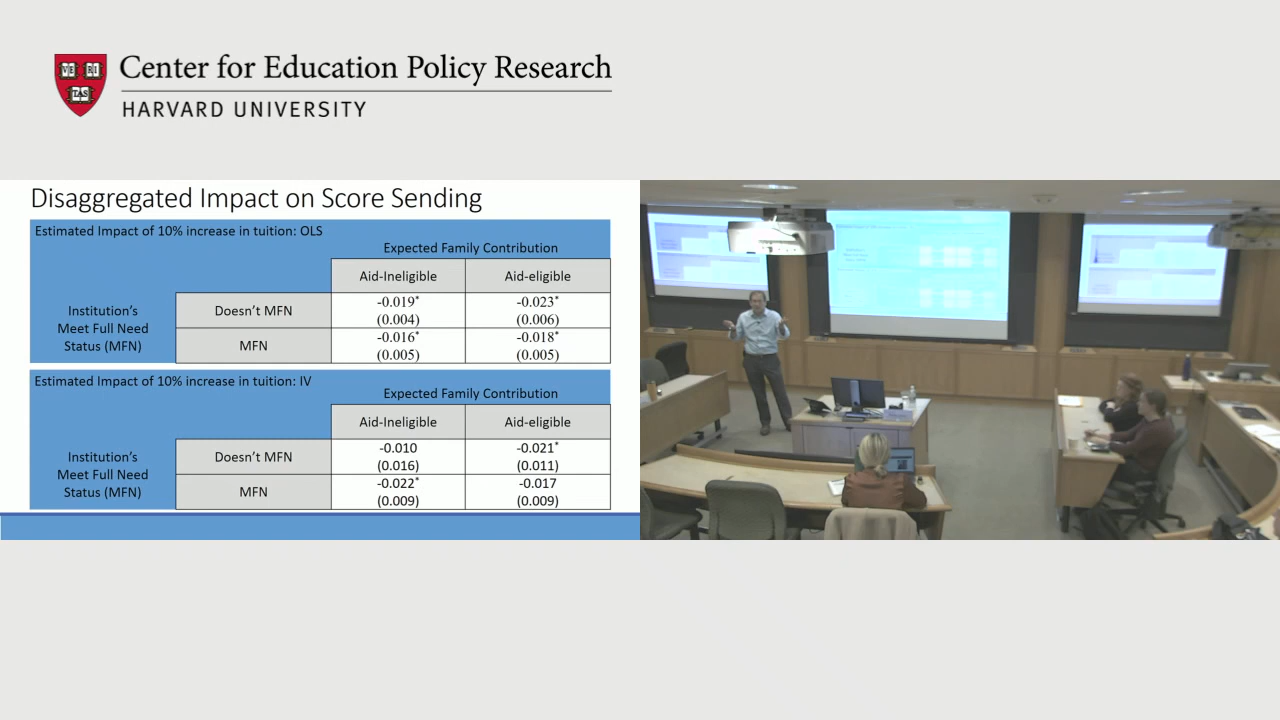 VE RI
TAS
Center for Education Policy Research
HARVARD UNIVERSITY
Disaggregated Impact on Score Sending
Estimated Impact of 10% increase in tuition: OLS
Expected Family Contribution
Aid-Ineligible Aid-eligible
Institution's
Meet Full Need
Status (MFN)
Doesn't MFN -0.019* -0.023*
(0.004) (0.006)
MFN -0.016* -0.018*
(0.005) (0.005)
Estimated Impact of 10% increase in tuition: IV
Expected Family Contribution
Aid-Ineligible Aid-eligible
Institution's
Meet Full Need
Status (MFN)
Doesn't MFN -0.010 -0.021*
(0.016) (0.011)
MFN -0.022* -0.017
(0.009) (0.009)